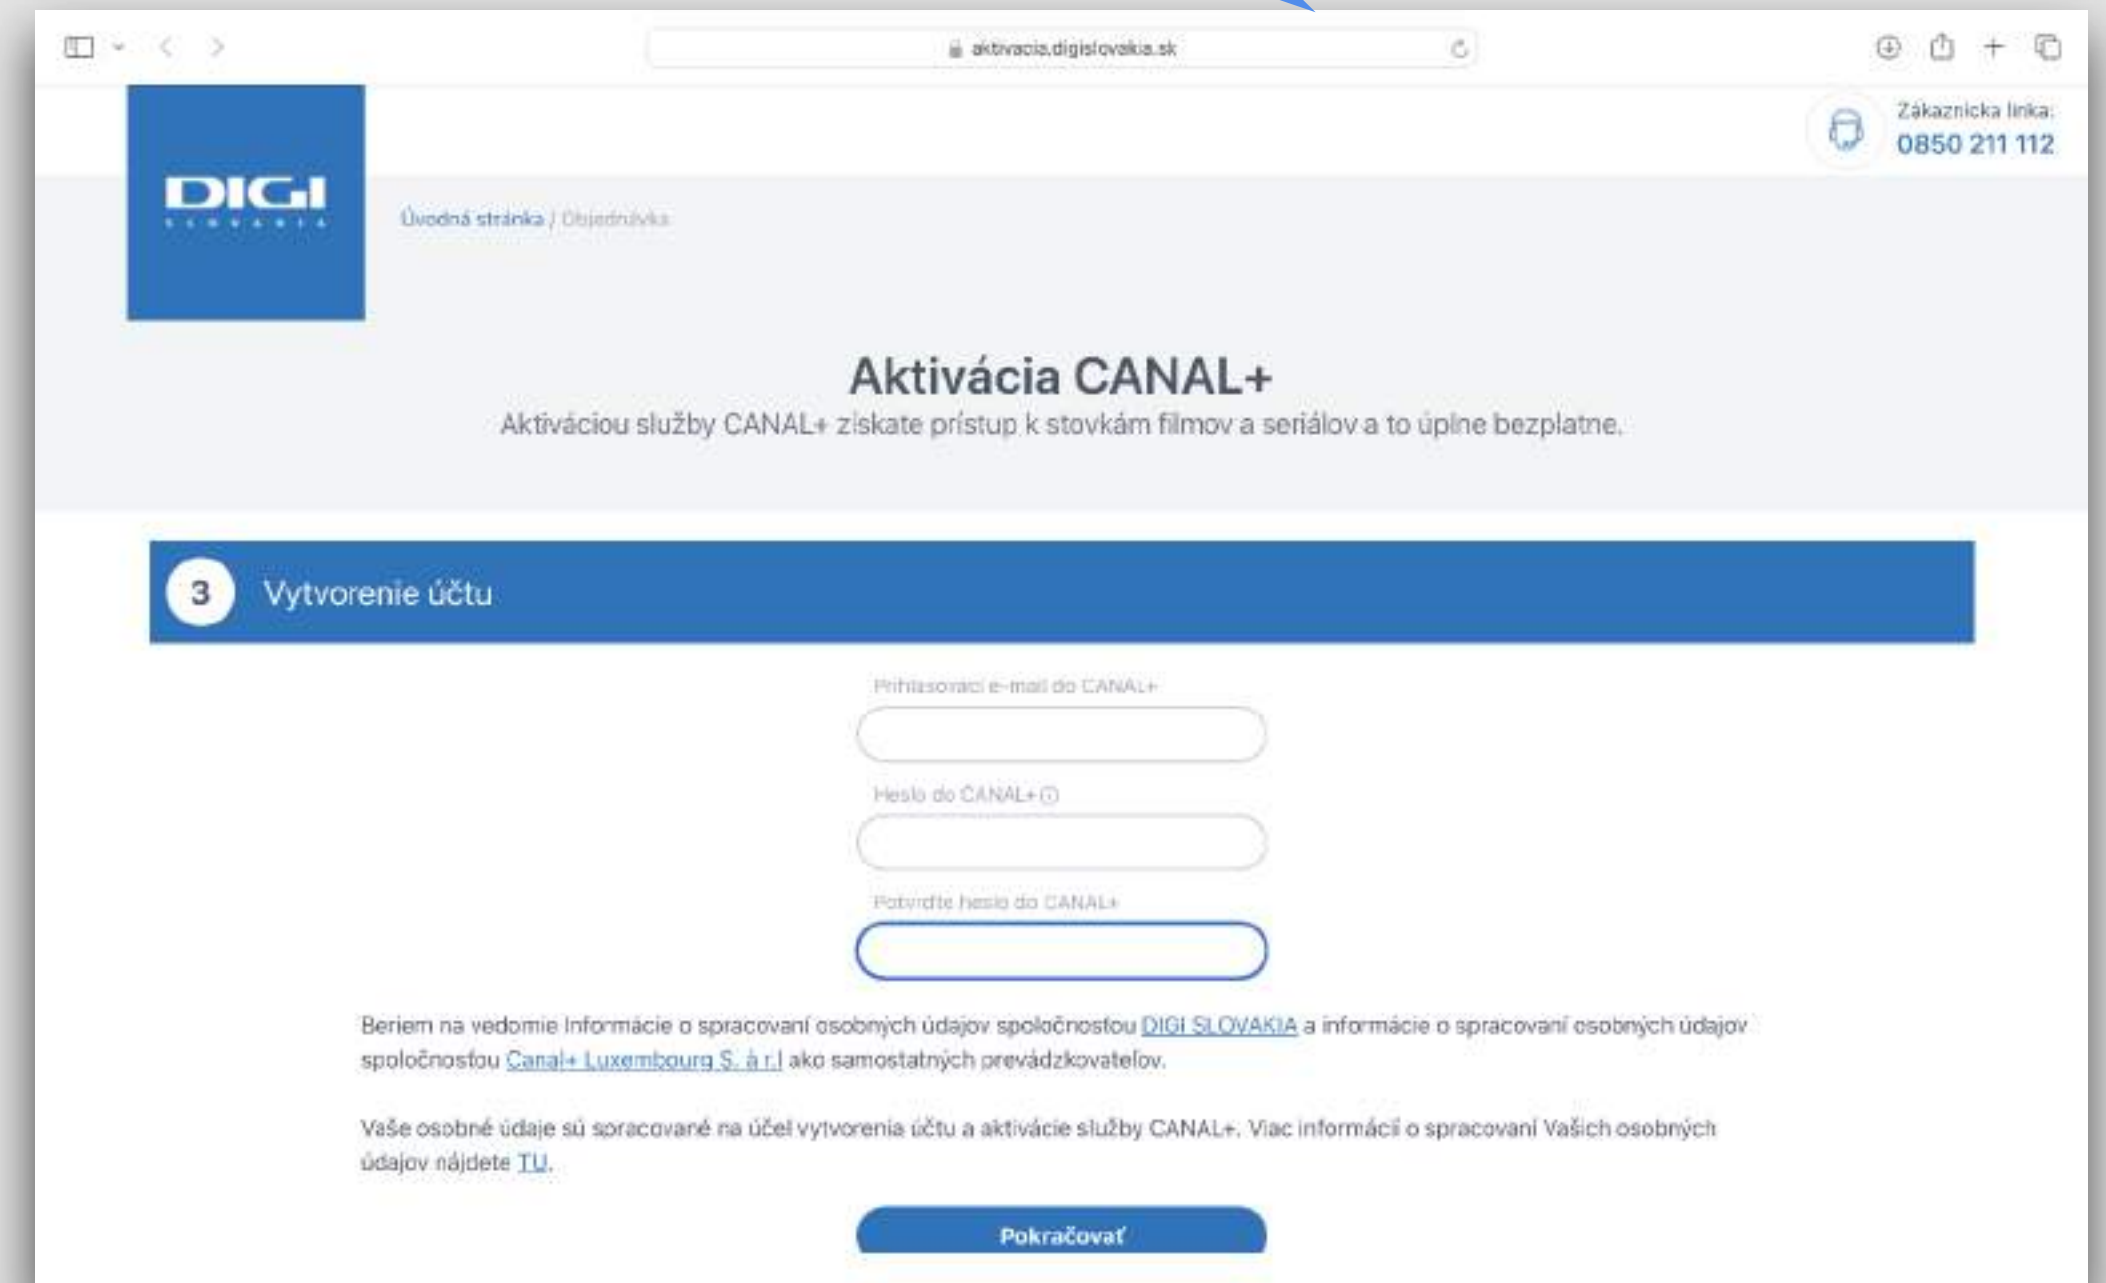 aktivacia.digislovakia.sk
Zákaznícka linka:
0850 211 112
DIGI
SLOVAKIA
Úvodná stránka / Objednávka
Aktivácia CANAL+
Aktiváciou služby CANAL+ získate prístup k stovkám filmov a seriálov a to úplne bezplatne.
3 Vytvorenie účtu
Prihlasovací e-mail do CANAL+
Heslo do CANAL+
Potvrďte heslo do CANAL+
Beriem na vedomie Informácie o spracovaní osobných údajov spoločnosťou DIGI SLOVAKIA a informácie o spracovaní osobných údajov
spoločnosťou Canal+ Luxembourg S. à r.l ako samostatných prevádzkovateľov.
Vaše osobné údaje sú spracované na účel vytvorenia účtu a aktivácie služby CANAL+. Viac informácií o spracovaní Vašich osobných
údajov nájdete TU.
Pokračovať